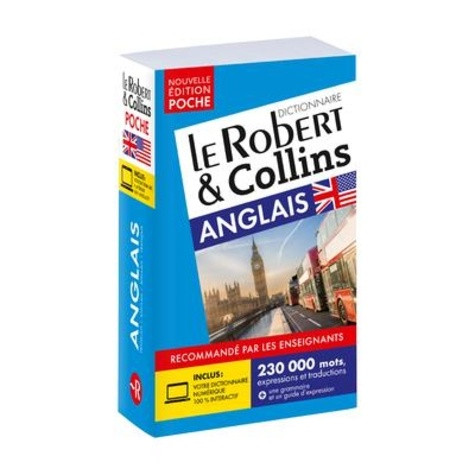 NOUVELLE
ÉDITION
POCHE
DICTIONNAIRE
le Robert
& Collins
ANGLAIS
RECOMMANDÉ PAR LES ENSEIGNANTS
INCLUS :
VOTRE DICTIONNAIRE
NUMÉRIQUE
100 % INTERACTIF
230 000 mots,
expressions et traductions
+ une grammaire
et un guide d'expression
le Robert
& Collins
POCHE
INCLUS :
ANGLAIS
R